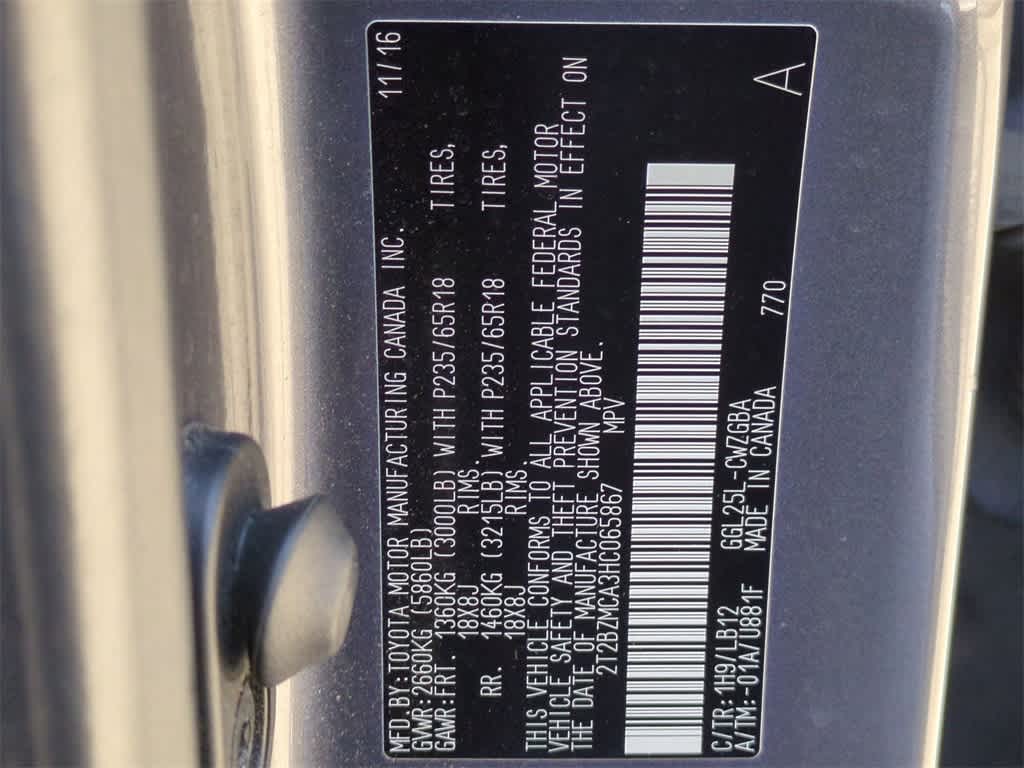 MFD. BY: TOYOTA MOTOR MANUFACTURING CANADA INC. 11/16
GWR: 2660KG (5860LB)
GAWR: FRT. 1360KG (3000LB) WITH P235/65R18 TIRES,
18x8J RIMS.
RR. 1460KG (3215LB) WITH P235/65R18 TIRES,
18x8J RIMS.
THIS VEHICLE CONFORMS TO ALL APPLICABLE FEDERAL MOTOR
VEHICLE SAFETY AND THEFT PREVENTION STANDARDS IN EFFECT ON
THE DATE OF MANUFACTURE SHOWN ABOVE.
2T2BZMCA3HC065867 MPV
A
C/TR: 1H9/LB12 GGL25L-CWZGBA
A/TM:-01A/U881F MADE IN CANADA 770